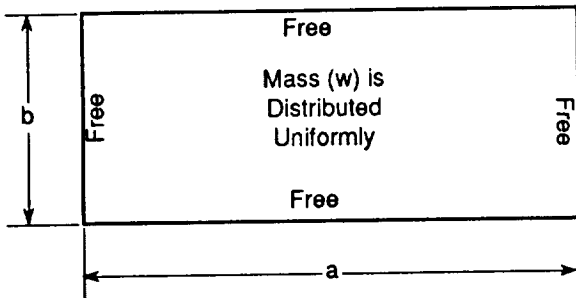 Free
Mass (w) is
Distributed
Uniformly
b
Free
Free
Free
a